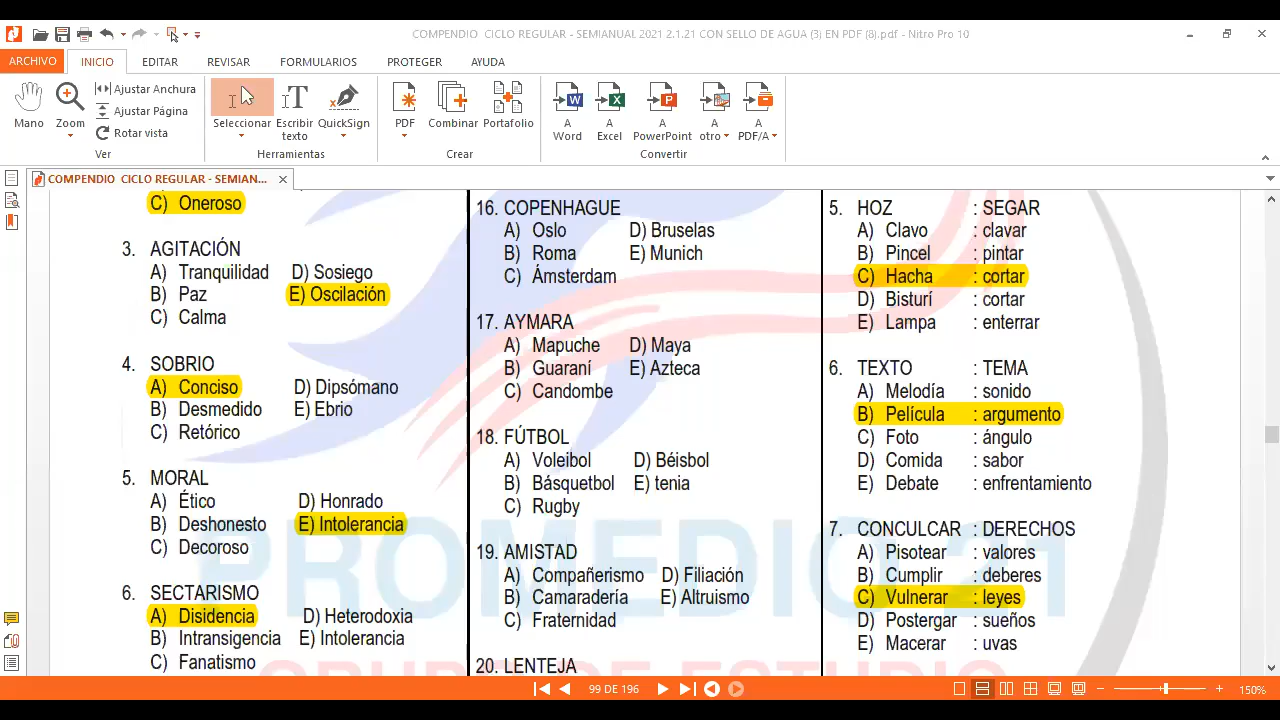 COMPENDIO CICLO REGULAR - SEMIANUAL 2021 2.1.21 CON SELLO DE AGUA (3) EN PDF (8).pdf - Nitro Pro 10
ARCHIVO INICIO EDITAR REVISAR FORMULARIOS PROTEGER AYUDA
Mano
Zoom
Ajustar Anchura
Ajustar Página
Rotar vista
Ver
Seleccionar
Escribir texto
QuickSign
Herramientas
PDF
Combinar
Portafolio
Crear
A Word
A Excel
A PowerPoint
A otro
A PDF/A
Convertir
COMPENDIO CICLO REGULAR - SEMIAN...
C) Oneroso
3. AGITACIÓN
A) Tranquilidad D) Sosiego
B) Paz E) Oscilación
C) Calma
4. SOBRIO
A) Conciso D) Dipsómano
B) Desmedido E) Ebrio
C) Retórico
5. MORAL
A) Ético D) Honrado
B) Deshonesto E) Intolerancia
C) Decoroso
6. SECTARISMO
A) Disidencia D) Heterodoxia
B) Intransigencia E) Intolerancia
C) Fanatismo
16. COPENHAGUE
A) Oslo D) Bruselas
B) Roma E) Munich
C) Ámsterdam
17. AYMARA
A) Mapuche D) Maya
B) Guaraní E) Azteca
C) Candombe
18. FÚTBOL
A) Voleibol D) Béisbol
B) Básquetbol E) tenia
C) Rugby
19. AMISTAD
A) Compañerismo D) Filiación
B) Camaradería E) Altruismo
C) Fraternidad
20. LENTEJA
5. HOZ : SEGAR
A) Clavo : clavar
B) Pincel : pintar
C) Hacha : cortar
D) Bisturí : cortar
E) Lampa : enterrar
6. TEXTO : TEMA
A) Melodía : sonido
B) Película : argumento
C) Foto : ángulo
D) Comida : sabor
E) Debate : enfrentamiento
7. CONCULCAR : DERECHOS
A) Pisotear : valores
B) Cumplir : deberes
C) Vulnerar : leyes
D) Postergar : sueños
E) Macerar : uvas
PROMEDIO 21
GRUPO DE ESTUDIO
99 DE 196
150%